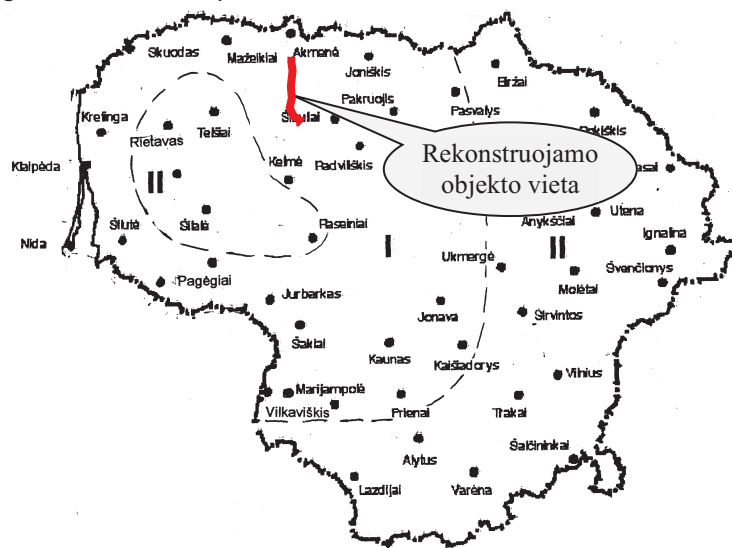 Skuodas
Mažeikiai
Akmenė
Joniškis
Biržai
Pakruojis
Pasvalys
Kretinga
Rietavas
Telšiai
Kelmė
Radviliškis
Rekonstruojamo
objekto vieta
Klaipėda
II
Šilutė
Šilalė
Raseiniai
Anykščiai
Utena
Ignalina
Nida
I
Ukmergė
II
Švenčionys
Pagėgiai
Molėtai
Jurbarkas
Jonava
Širvintos
Šakiai
Kaunas
Kaišiadorys
Vilnius
Marijampolė
Vilkaviškis
Prienai
Trakai
Alytus
Šalčininkai
Lazdijai
Varėna